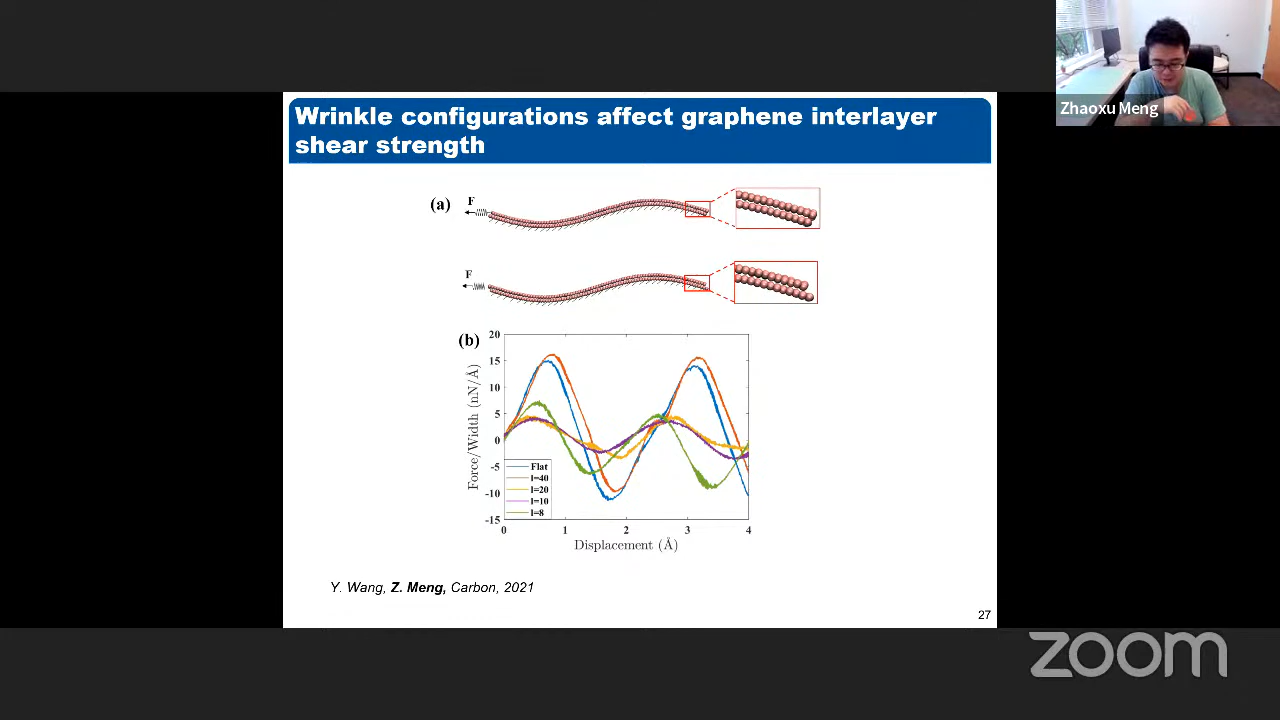 Zhaoxu Meng
Wrinkle configurations affect graphene interlayer
shear strength
(a)
F
F
(b)
20
15
10
5
0
-5
-10
-15
Force/Width (nN/Å)
Flat
l=40
l=20
l=10
l=8
0 1 2 3 4
Displacement (Å)
Y. Wang, Z. Meng, Carbon, 2021
27
zoom